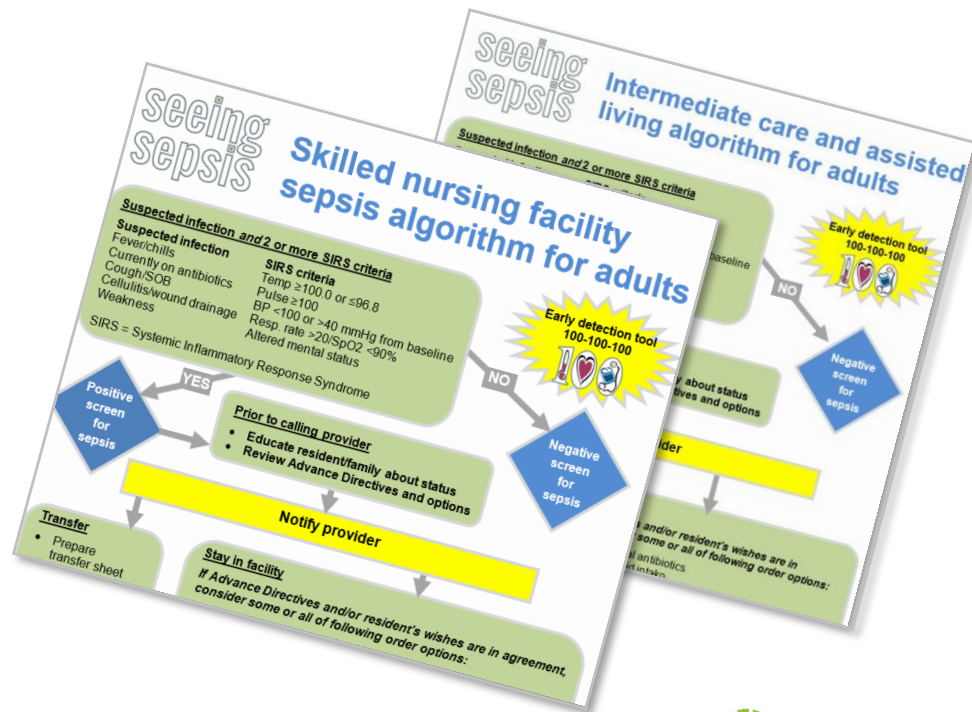 seeing
sepsis
Skilled nursing facility
sepsis algorithm for adults
Suspected infection and 2 or more SIRS criteria
Suspected infection
Fever/chills
Currently on antibiotics
Cough/SOB
Cellulitis/wound drainage
Weakness
SIRS criteria
Temp ≥100.0 or ≤96.8
Pulse ≥100
BP <100 or >40 mmHg from baseline
Resp. rate >20/SpO2 <90%
Altered mental status
SIRS = Systemic Inflammatory Response Syndrome
Early detection tool
100-100-100
YES
NO
Positive
screen
for
sepsis
Negative
screen
for
sepsis
Prior to calling provider
• Educate resident/family about status
• Review Advance Directives and options
Notify provider
Transfer
• Prepare
transfer sheet
Stay in facility
If Advance Directives and/or resident's wishes are in agreement,
consider some or all of following order options:
seeing
sepsis
Intermediate care and assisted
living algorithm for adults
Suspected infection and 2 or more SIRS criteria
baseline
Early detection tool
100-100-100
NO
Negative
screen
for
sepsis
about status
and options
and/or resident's wishes are in
some or all of following order options:
antibiotics